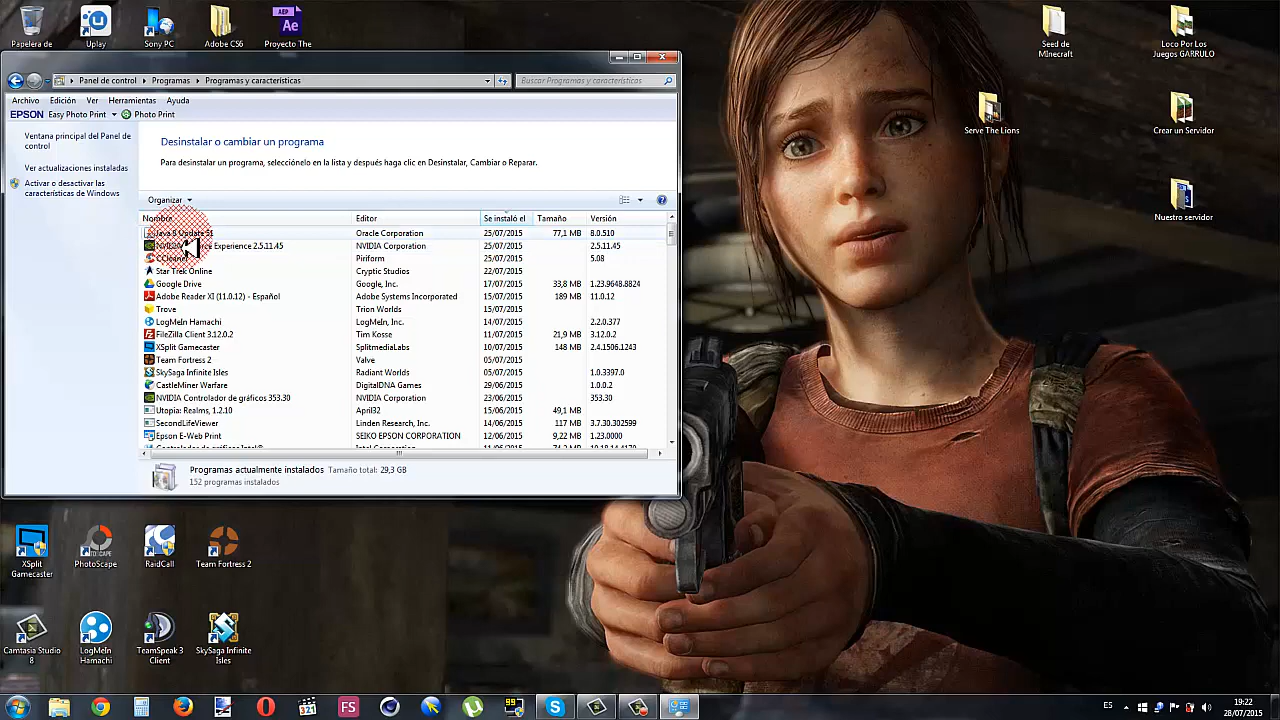 Papelera de
Uplay
Sony PC
Adobe CS6
Proyecto The
Seed de
MInecraft
Loco Por Los
Juegos GARRULO
Panel de control
Programas
Programas y características
Buscar Programas y características
Archivo Edición Ver Herramientas Ayuda
EPSON Easy Photo Print Photo Print
Ventana principal del Panel de
control
Ver actualizaciones instaladas
Activar o desactivar las
características de Windows
Desinstalar o cambiar un programa
Para desinstalar un programa, selecciónelo en la lista y después haga clic en Desinstalar, Cambiar o Reparar.
Organizar
Nombre Editor Se instaló el Tamaño Versión
Java 8 Update 51 Oracle Corporation 25/07/2015 77,1 MB 8.0.510
NVIDIA Experience 2.5.11.45 NVIDIA Corporation 25/07/2015 2.5.11.45
CCleaner Piriform 22/07/2015 5.08
Star Trek Online Cryptic Studios 21/07/2015
Google Drive Google, Inc. 17/07/2015 33,8 MB 1.23.9648.8824
Adobe Reader XI (11.0.12) - Español Adobe Systems Incorporated 15/07/2015 189 MB 11.0.12
Trove Trion Worlds 15/07/2015
LogMeIn Hamachi LogMeIn, Inc. 14/07/2015 2.2.0.377
FileZilla Client 3.12.0.2 Tim Kosse 11/07/2015 21,9 MB 3.12.0.2
XSplit Gamecaster SplitmediaLabs 10/07/2015 148 MB 2.4.1506.1243
Team Fortress 2 Valve 05/07/2015
SkySaga Infinite Isles Radiant Worlds 05/07/2015 1.0.3397.0
CastleMiner Warfare DigitalDNA Games 29/06/2015 1.0.0.2
NVIDIA Controlador de gráficos 353.30 NVIDIA Corporation 23/06/2015 353.30
Utopia: Realms, 1.2.10 April32 15/06/2015 49,1 MB
SecondLifeViewer Linden Research, Inc. 14/06/2015 117 MB 3.7.30.302599
Epson E-Web Print SEIKO EPSON CORPORATION 12/06/2015 9,22 MB 1.23.0000
Programas actualmente instalados Tamaño total: 29,3 GB
152 programas instalados
Serve The Lions
Crear un Servidor
Nuestro servidor
XSplit
Gamecaster
PhotoScape
RaidCall
Team Fortress 2
Camtasia Studio
8
LogMeIn
Hamachi
TeamSpeak 3
Client
SkySaga Infinite
Isles
FS
99
ES
19:22
28/07/2015